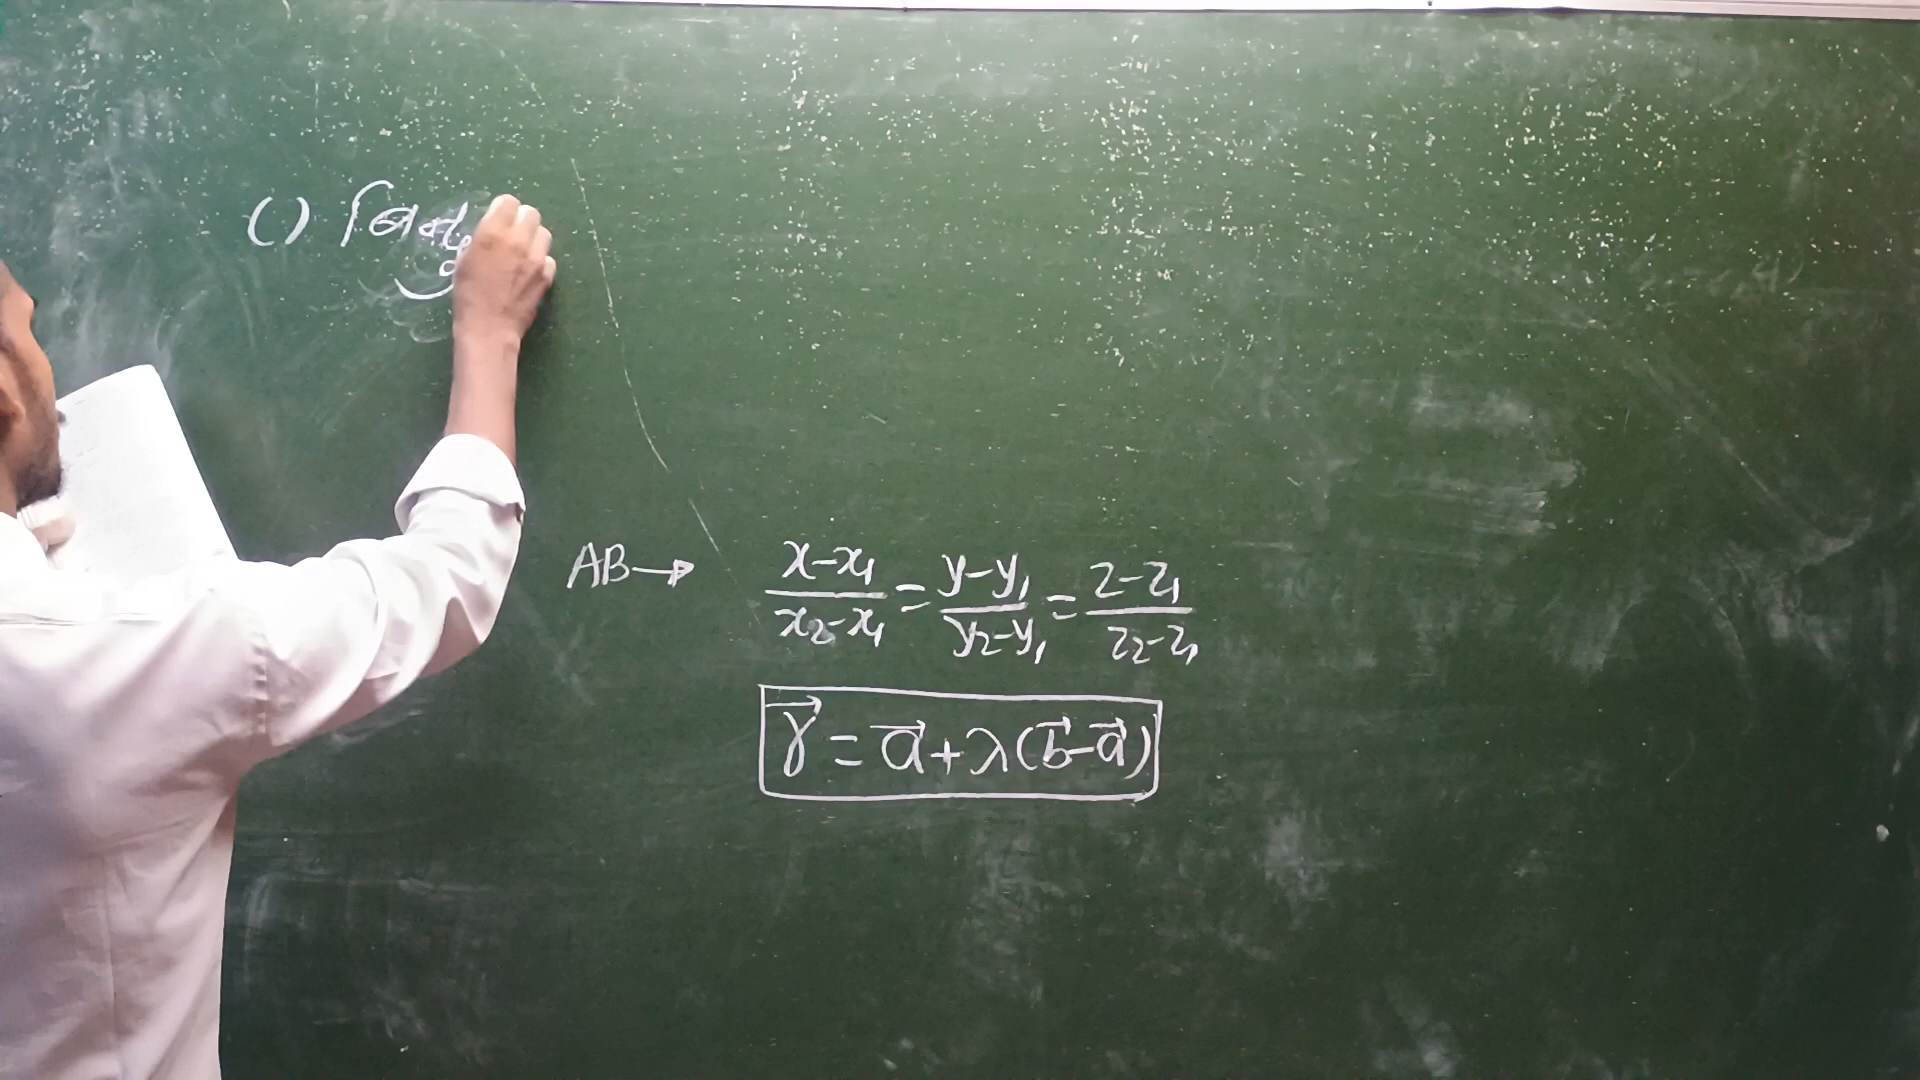 () बिन्दु
AB→ (x-x₁)/(x₂-x₁) = (y-y₁)/(y₂-y₁) = (z-z₁)/(z₂-z₁)
r⃗ = a⃗ + λ(b⃗-a⃗)